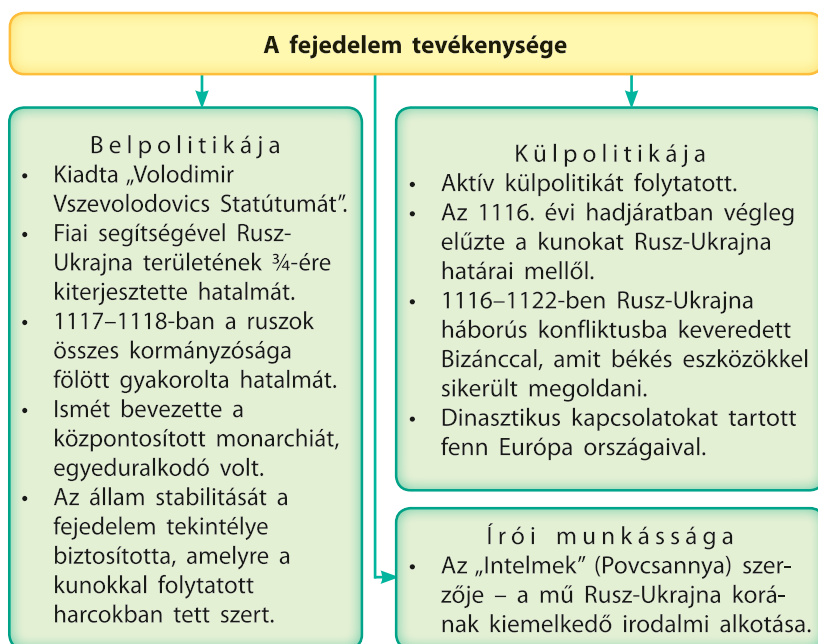 A fejedelem tevékenysége
Belpolitikája
• Kiadta „Volodimir
Vszevolodovics Statútumát”.
• Fiai segítségével Rusz-
Ukrajna területének ¾-ére
kiterjesztette hatalmát.
• 1117–1118-ban a ruszok
összes kormányzósága
fölött gyakorolta hatalmát.
• Ismét bevezette a
központosított monarchiát,
egyeduralkodó volt.
• Az állam stabilitását a
fejedelem tekintélye
biztosította, amelyre a
kunokkal folytatott
harcokban tett szert.
Külpolitikája
• Aktív külpolitikát folytatott.
• Az 1116. évi hadjáratban végleg
elűzte a kunokat Rusz-Ukrajna
határai mellől.
• 1116–1122-ben Rusz-Ukrajna
háborús konfliktusba keveredett
Bizánccal, amit békés eszközökkel
sikerült megoldani.
• Dinasztikus kapcsolatokat tartott
fenn Európa országaival.
Írói munkássága
• Az „Intelmek” (Povcsannya) szer-
zője – a mű Rusz-Ukrajna korá-
nak kiemelkedő irodalmi alkotása.